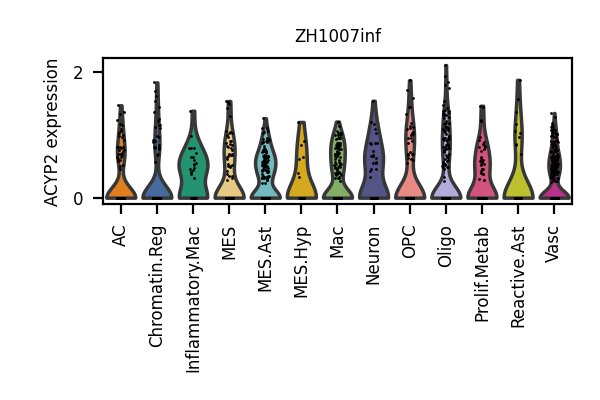 ZH1007inf
ACYP2 expression
2
0
AC
Chromatin.Reg
Inflammatory.Mac
MES
MES.Ast
MES.Hyp
Mac
Neuron
OPC
Oligo
Prolif.Metab
Reactive.Ast
Vasc